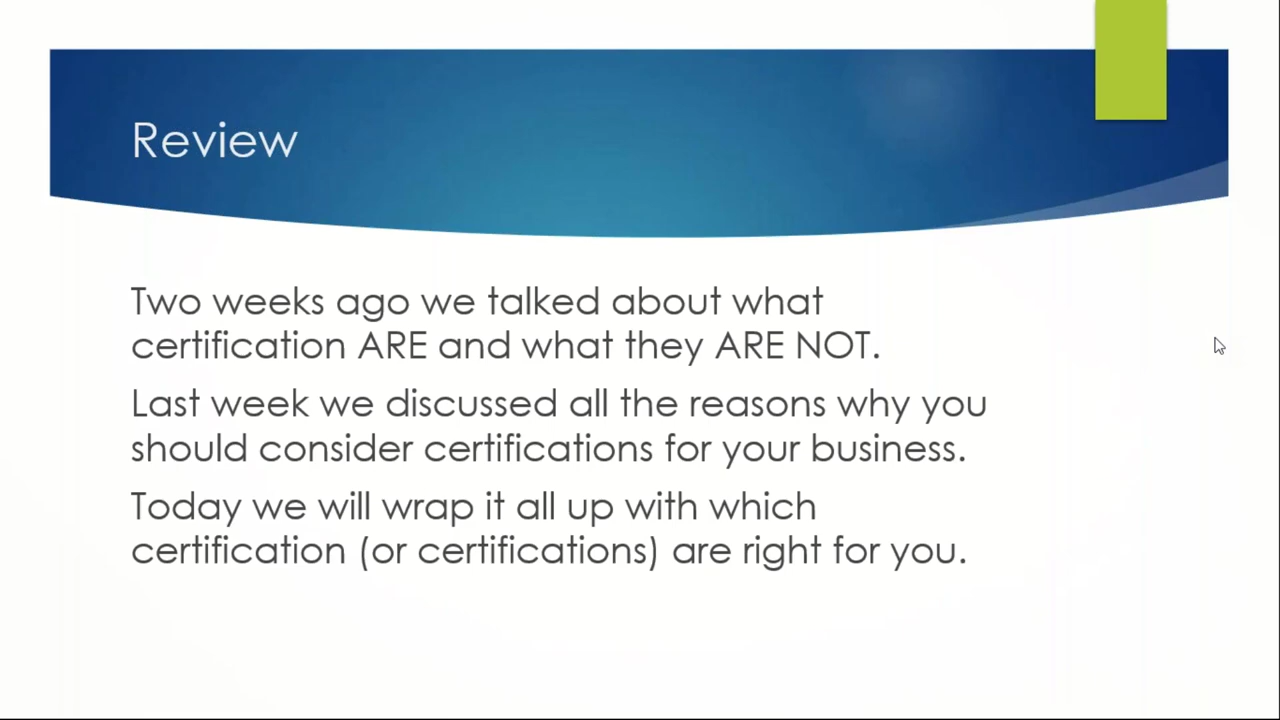 Review
Two weeks ago we talked about what
certification ARE and what they ARE NOT.
Last week we discussed all the reasons why you
should consider certifications for your business.
Today we will wrap it all up with which
certification (or certifications) are right for you.